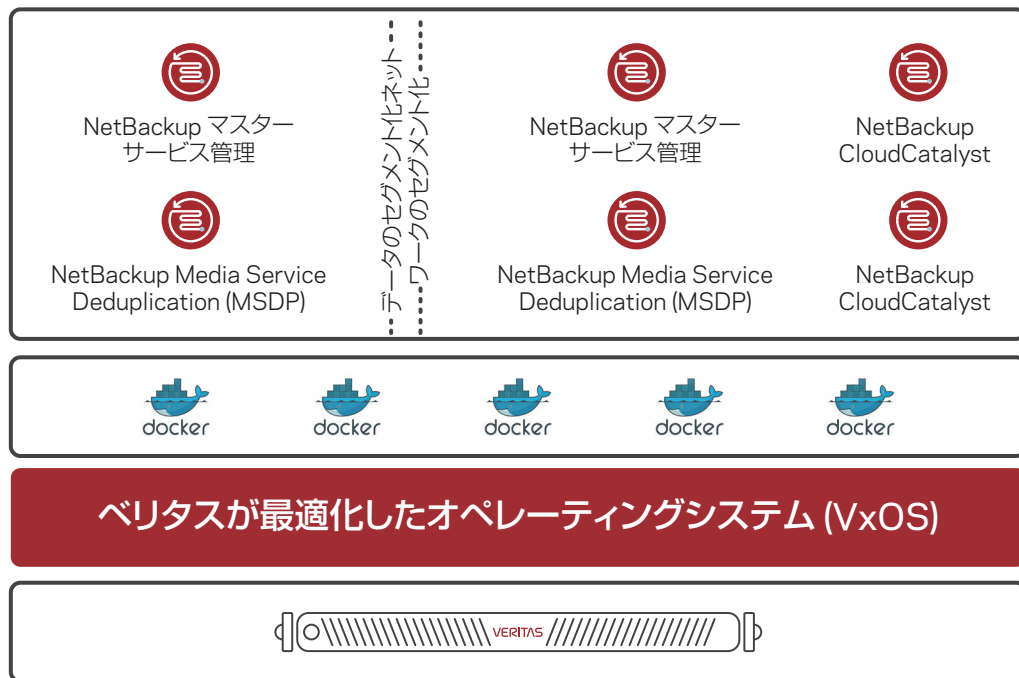 NetBackup マスター
サービス管理
NetBackup Media Service
Deduplication (MSDP)
データのセグメント化ネット
ワークのセグメント化
NetBackup マスター
サービス管理
NetBackup
CloudCatalyst
NetBackup Media Service
Deduplication (MSDP)
NetBackup
CloudCatalyst
docker
docker
docker
docker
docker
ベリタスが最適化したオペレーティングシステム (VxOS)
VERITAS